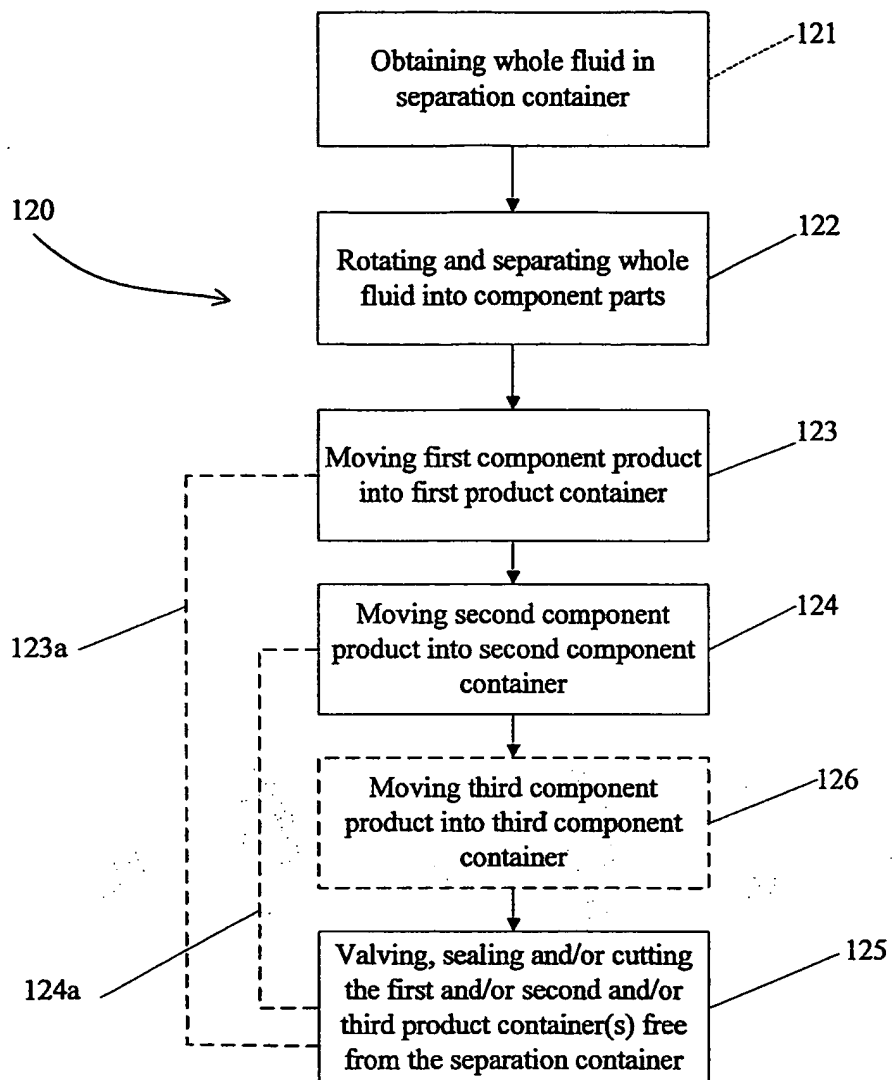 Obtaining whole fluid in
separation container
121
120
Rotating and separating whole
fluid into component parts
122
Moving first component product
into first product container
123
123a
Moving second component
product into second component
container
124
Moving third component
product into third component
container
126
124a
Valving, sealing and/or cutting
the first and/or second and/or
third product container(s) free
from the separation container
125